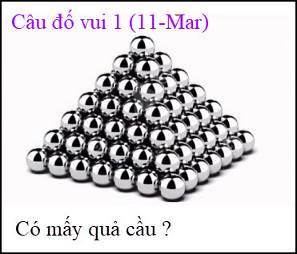 Câu đố vui 1 (11-Mar)
Có mấy quả cầu ?